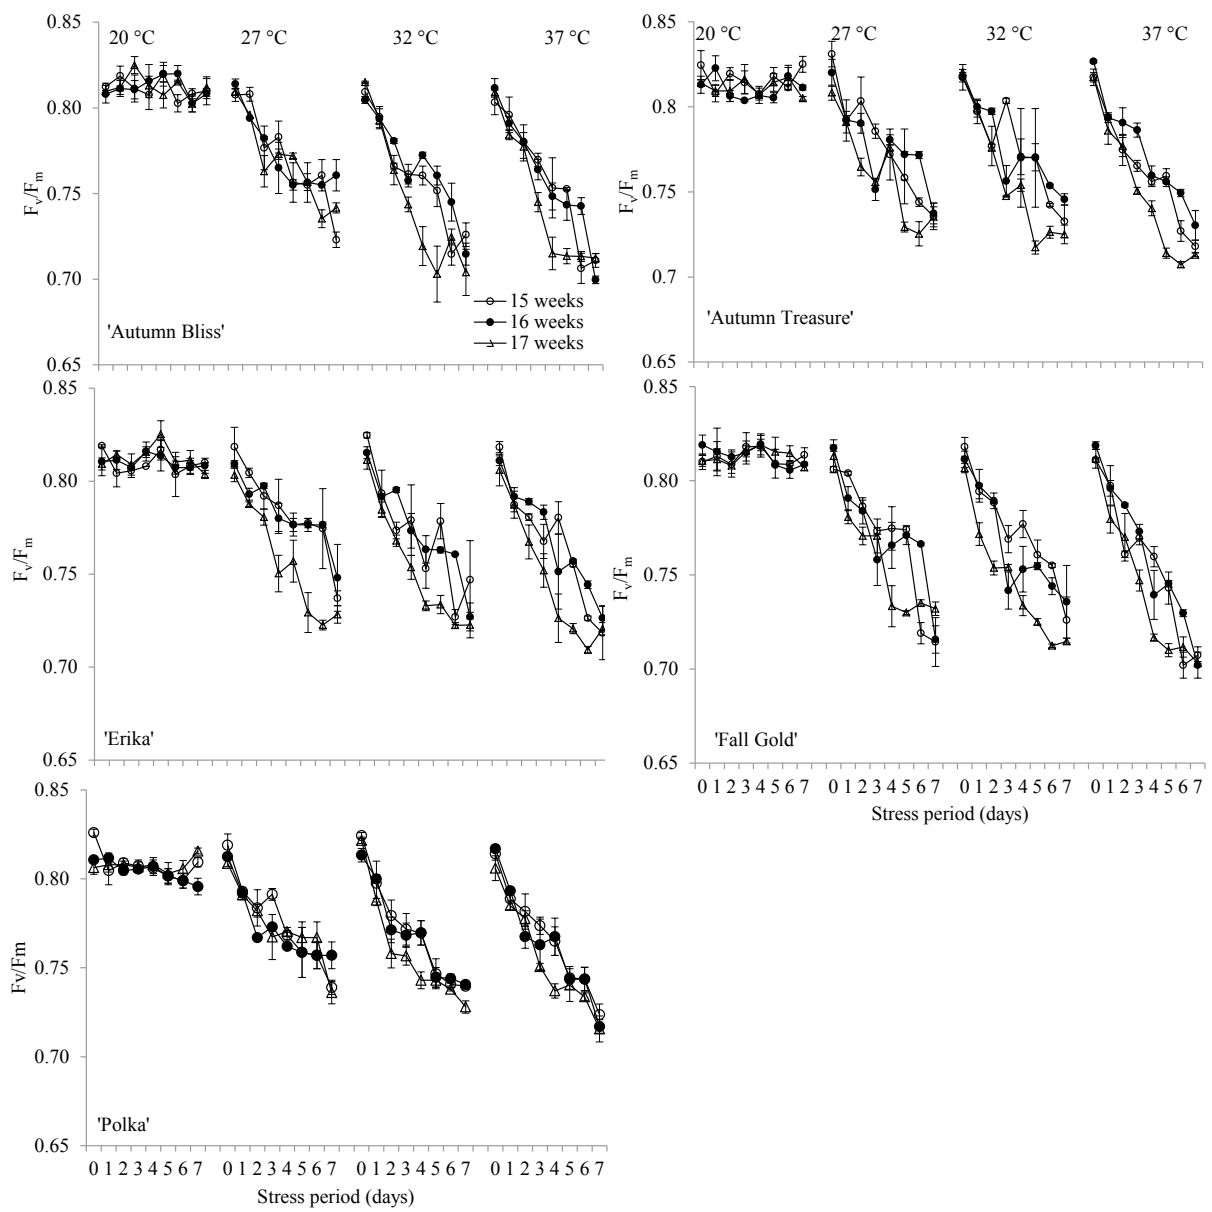 0.85
0.80
0.75
0.70
0.65
Fv/Fm
20 °C 27 °C 32 °C 37 °C
15 weeks
16 weeks
17 weeks
'Autumn Bliss'
0.85
0.80
0.75
0.7
0.65
Fv/Fm
20 °C 27 °C 32 °C 37 °C
'Autumn Treasure'
0.85
0.80
0.75
0.70
0.65
Fv/Fm
'Erika'
0.85
0.80
0.75
0.70
0.65
Fv/Fm
'Fall Gold'
0 1 2 3 4 5 6 7 0 1 2 3 4 5 6 7 0 1 2 3 4 5 6 7 0 1 2 3 4 5 6 7
Stress period (days)
0.85
0.80
0.75
0.70
0.65
Fv/Fm
'Polka'
0 1 2 3 4 5 6 7 0 1 2 3 4 5 6 7 0 1 2 3 4 5 6 7 0 1 2 3 4 5 6 7
Stress period (days)